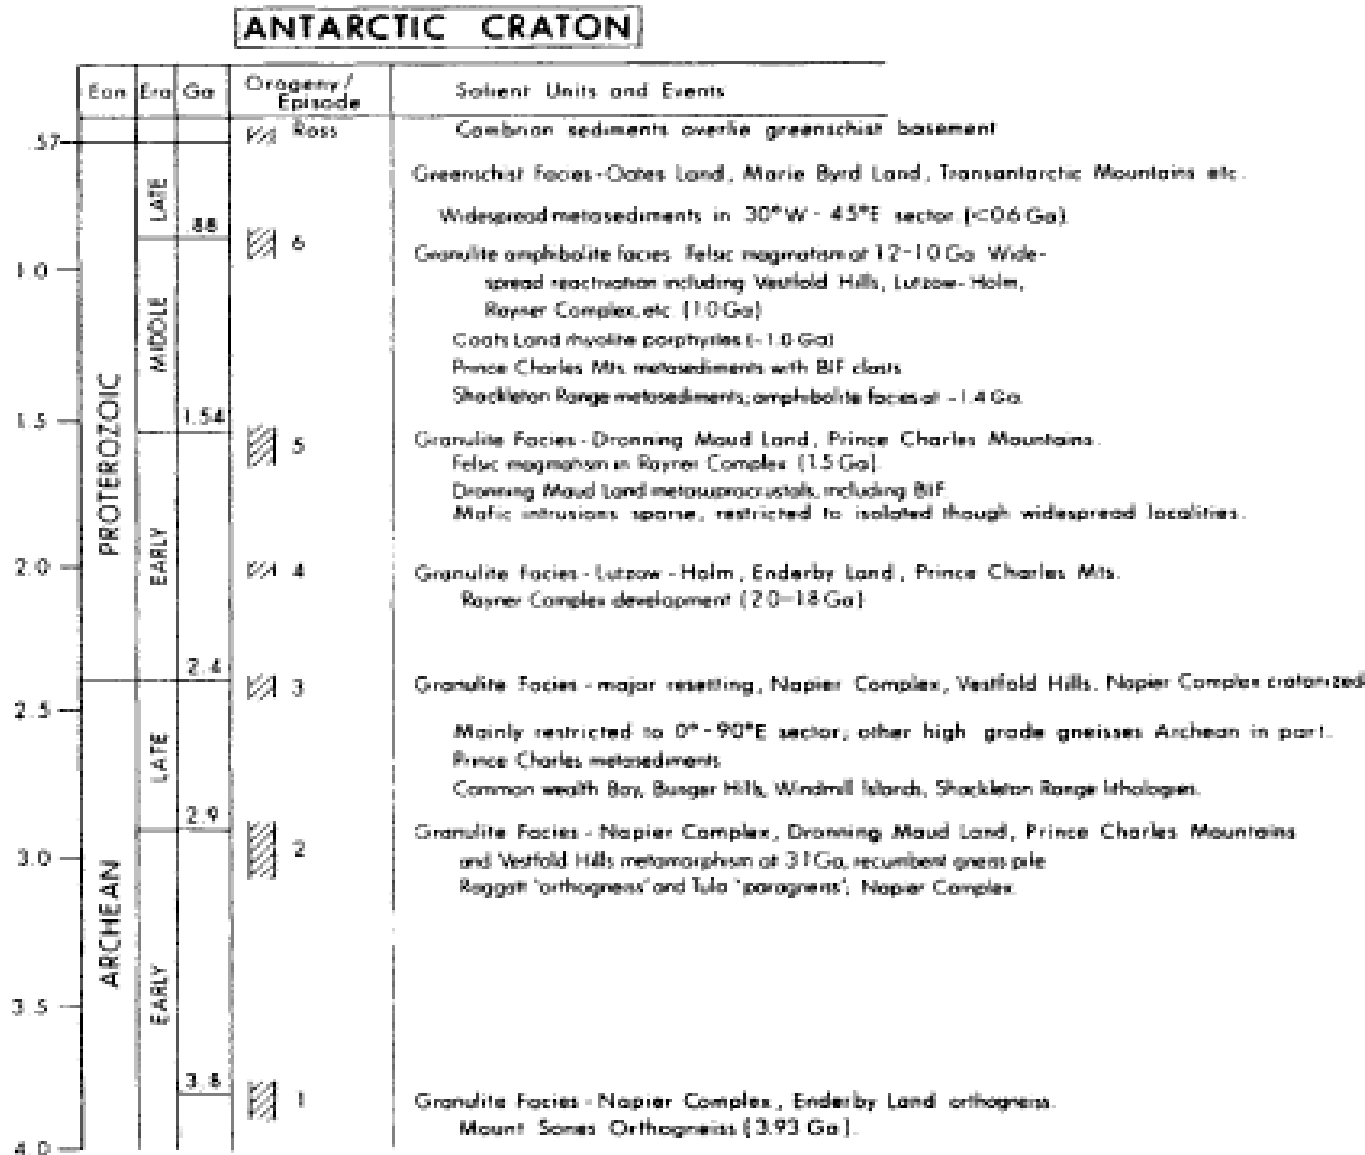 ANTARCTIC CRATON
Eon Era Ga Orogeny/ Episode Salient Units and Events
.57 Ross Cambrian sediments overlie greenschist basement
LATE
Greenschist Facies-Oates Land, Marie Byrd Land, Transantarctic Mountains etc.
Widespread metasediments in 30°W - 45°E sector. (<0.6 Ga)
.88
6 Granulite amphibolite facies. Felsic magmatism at 1.2-1.0 Ga. Wide-
spread reactivation including Vestfold Hills, Lutzow-Holm,
Rayner Complex, etc. (1.0 Ga)
1.0
MIDDLE
Coats Land rhyolite porphyries (~1.0 Ga)
Prince Charles Mts. metasediments with BIF clasts
Shackleton Range metasediments; amphibolite facies at ~1.4 Ga.
1.5
1.54
PROTEROZOIC
5 Granulite Facies-Dronning Maud Land, Prince Charles Mountains.
Felsic magmatism in Rayner Complex (1.5 Ga).
Dronning Maud Land metasupracrustals, including BIF.
Mafic intrusions sparse, restricted to isolated though widespread localities.
EARLY
2.0
4 Granulite Facies-Lutzow-Holm, Enderby Land, Prince Charles Mts.
Rayner Complex development (2.0-1.8 Ga)
2.4
3 Granulite Facies-major resetting, Napier Complex, Vestfold Hills. Napier Complex cratonized
2.5
LATE
Mainly restricted to 0°-90°E sector; other high grade gneisses Archean in part.
Prince Charles metasediments
Common wealth Bay, Bunger Hills, Windmill Islands, Shackleton Range lithologies.
2.9
2 Granulite Facies-Napier Complex, Dronning Maud Land, Prince Charles Mountains
and Vestfold Hills metamorphism at 3.1 Ga, recumbent gneiss pile
Raggatt 'orthogneiss' and Tula 'paragneiss', Napier Complex.
3.0
ARCHEAN
EARLY
3.5
3.8
1 Granulite Facies-Napier Complex, Enderby Land orthogneiss.
Mount Sones Orthogneiss (3.93 Ga).
4.0